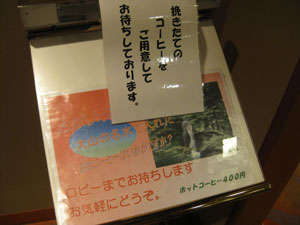 挽きたての
コーヒーを
ご用意して
お待ちしております。
ロビーまでお持ちします
お気軽にどうぞ。
ホットコーヒー 400円